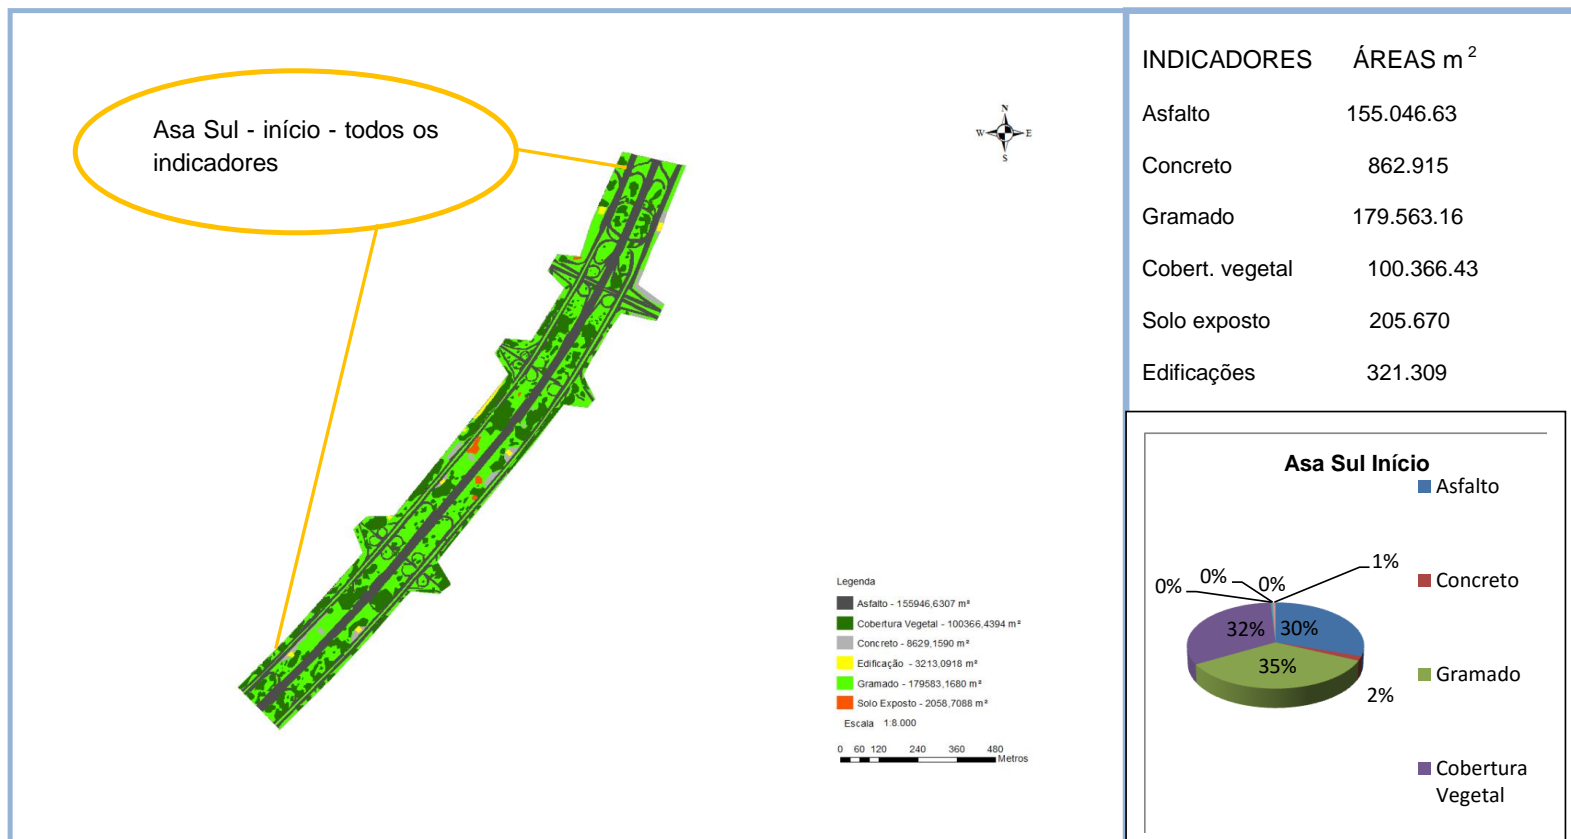 Asa Sul - início - todos os
indicadores
N
W
E
S
Legenda
Asfalto - 155946,6307 m²
Cobertura Vegetal - 100366,4394 m²
Concreto - 8629,1590 m²
Edificação - 3213,0918 m²
Gramado - 179583,1680 m²
Solo Exposto - 2058,7088 m²
Escala 1:8.000
0 60 120 240 360 480
Metros
INDICADORES ÁREAS m²
Asfalto 155.046.63
Concreto 862.915
Gramado 179.563.16
Cobert. vegetal 100.366.43
Solo exposto 205.670
Edificações 321.309
Asa Sul Início
Asfalto
Concreto
Gramado
Cobertura
Vegetal
0%
0%
0%
1%
32%
30%
35%
2%